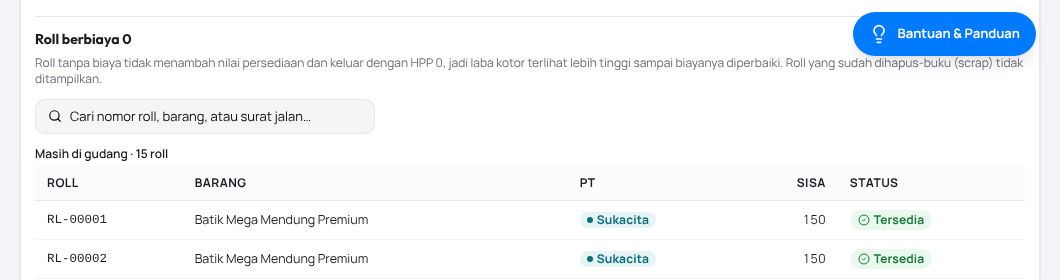 Roll berbiaya 0
Bantuan & Panduan
Roll tanpa biaya tidak menambah nilai persediaan dan keluar dengan HPP 0, jadi laba kotor terlihat lebih tinggi sampai biayanya diperbaiki. Roll yang sudah dihapus-buku (scrap) tidak
ditampilkan.
Cari nomor roll, barang, atau surat jalan...
Masih di gudang · 15 roll
ROLL BARANG PT SISA STATUS
RL-00001 Batik Mega Mendung Premium Sukacita 150 Tersedia
RL-00002 Batik Mega Mendung Premium Sukacita 150 Tersedia